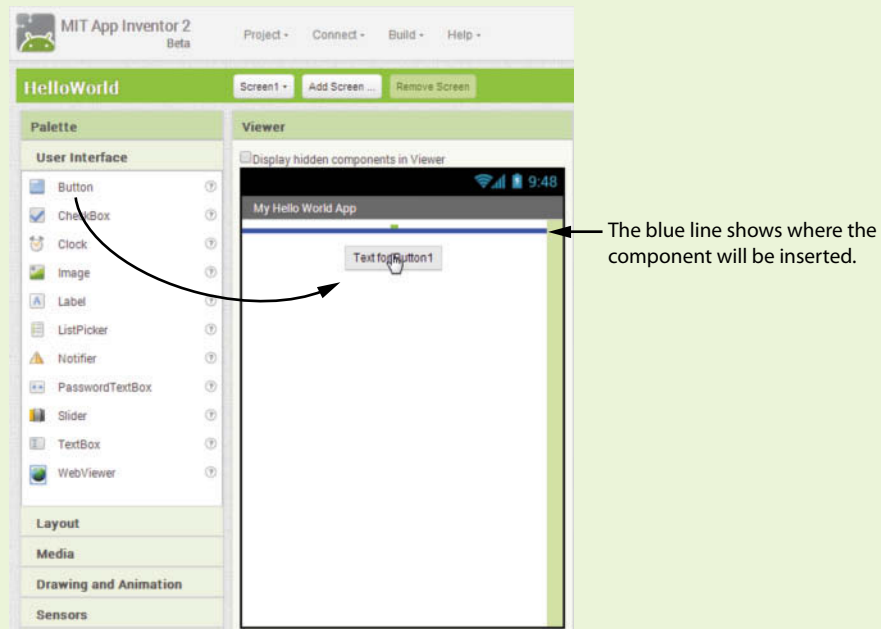 MIT App Inventor 2
Beta
Project
Connect
Build
Help
HelloWorld
Screen1
Add Screen ...
Remove Screen
Palette
User Interface
Button
CheckBox
Clock
Image
Label
ListPicker
Notifier
PasswordTextBox
Slider
TextBox
WebViewer
Layout
Media
Drawing and Animation
Sensors
Viewer
Display hidden components in Viewer
9:48
My Hello World App
Text for Button1
The blue line shows where the
component will be inserted.